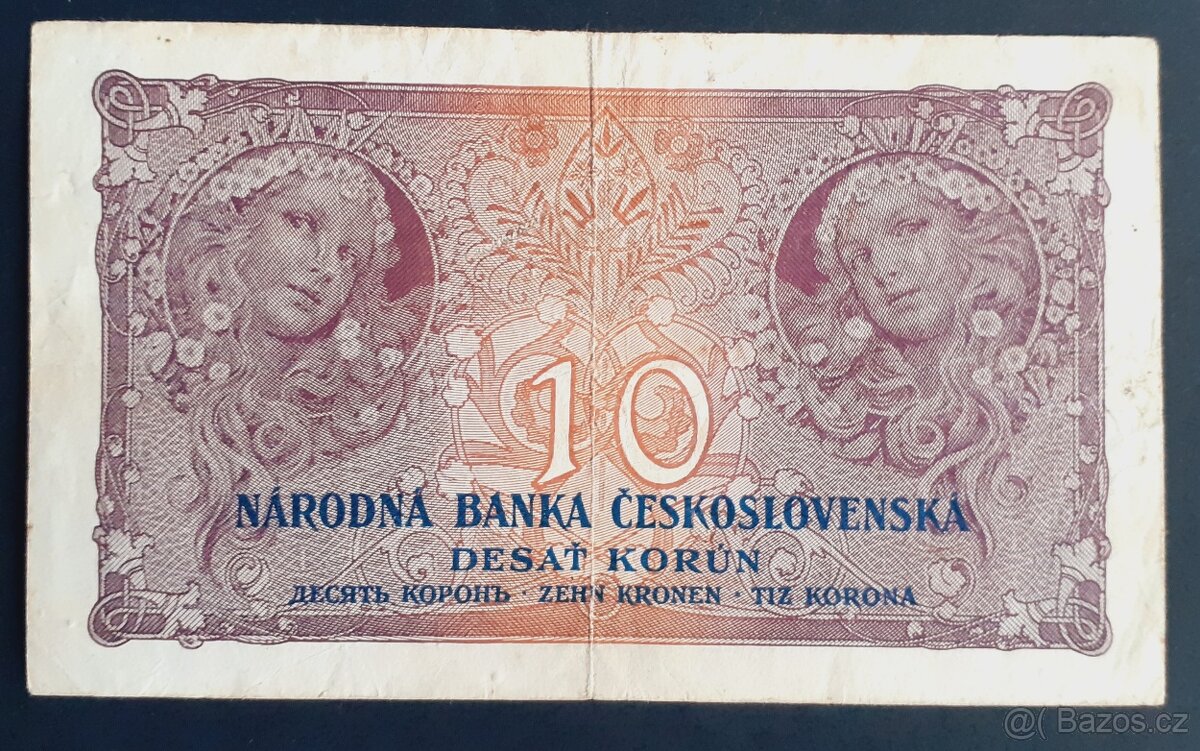 10
NÁRODNÁ BANKA ČESKOSLOVENSKÁ
DESAŤ KORÚN
ДЕСЯТЬ КОРОНЪ · ZEHN KRONEN · TIZ KORONA
@( Bazos.cz